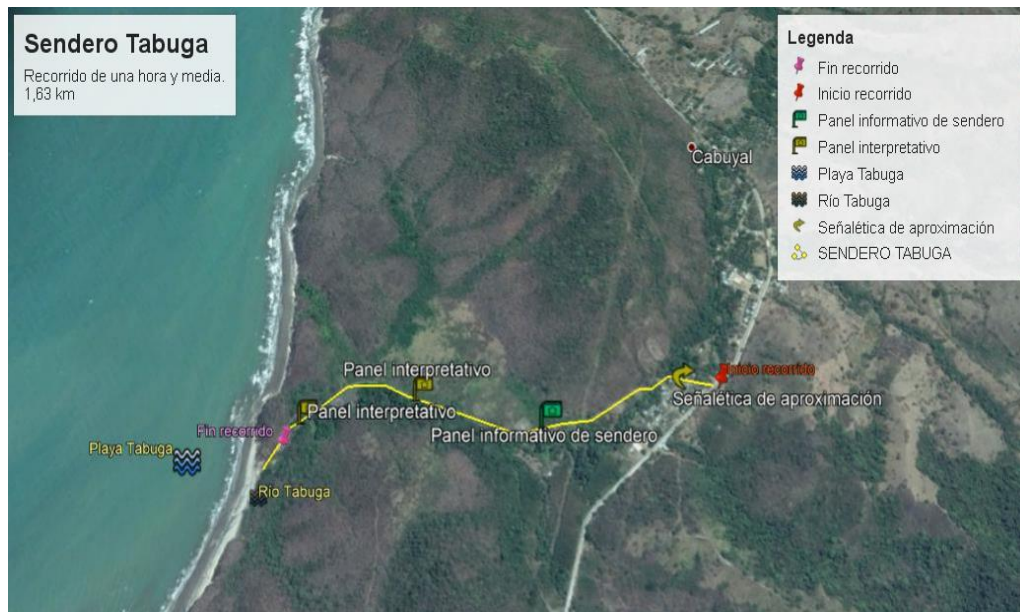 Sendero Tabuga
Recorrido de una hora y media.
1,63 km
Legenda
Fin recorrido
Inicio recorrido
Panel informativo de sendero
Panel interpretativo
Playa Tabuga
Río Tabuga
Señalética de aproximación
SENDERO TABUGA
Cabuyal
Inicio recorrido
Panel interpretativo
Señalética de aproximación
Panel interpretativo
Fin recorrido
Panel informativo de sendero
Playa Tabuga
Río Tabuga